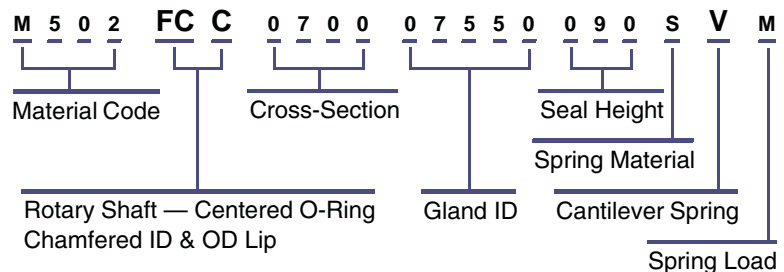 M 5 0 2 FC C 0 7 0 0 0 7 5 5 0 0 9 0 S V M
Material Code Cross-Section Seal Height
Spring Material
Rotary Shaft — Centered O-Ring Gland ID Cantilever Spring
Chamfered ID & OD Lip
Spring Load